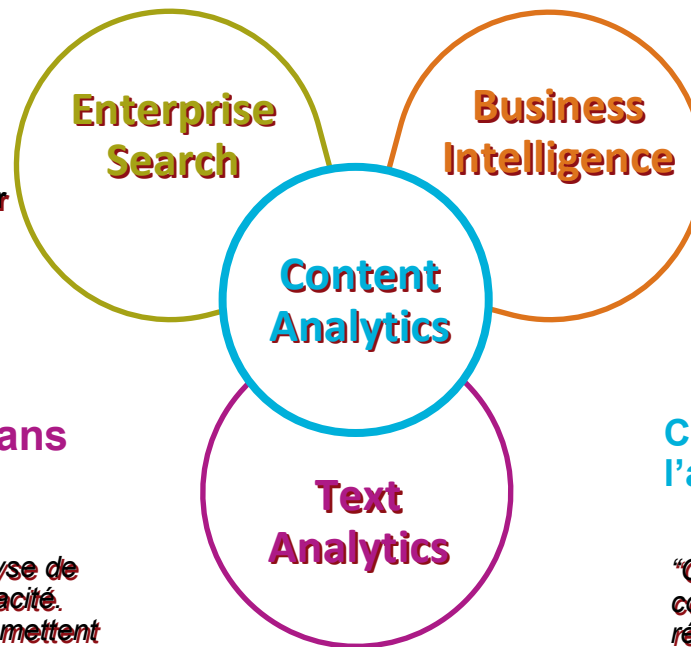 Enterprise
Search
Business
Intelligence
r
Content
Analytics
ans
l'a
Text
Analytics
yse de
acité.
mettent
co
ré